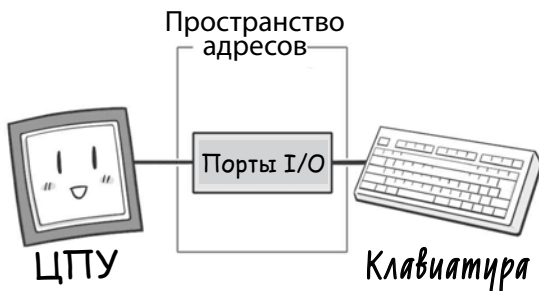 Пространство
адресов
Порты I/O
ЦПУ
Клавиатура